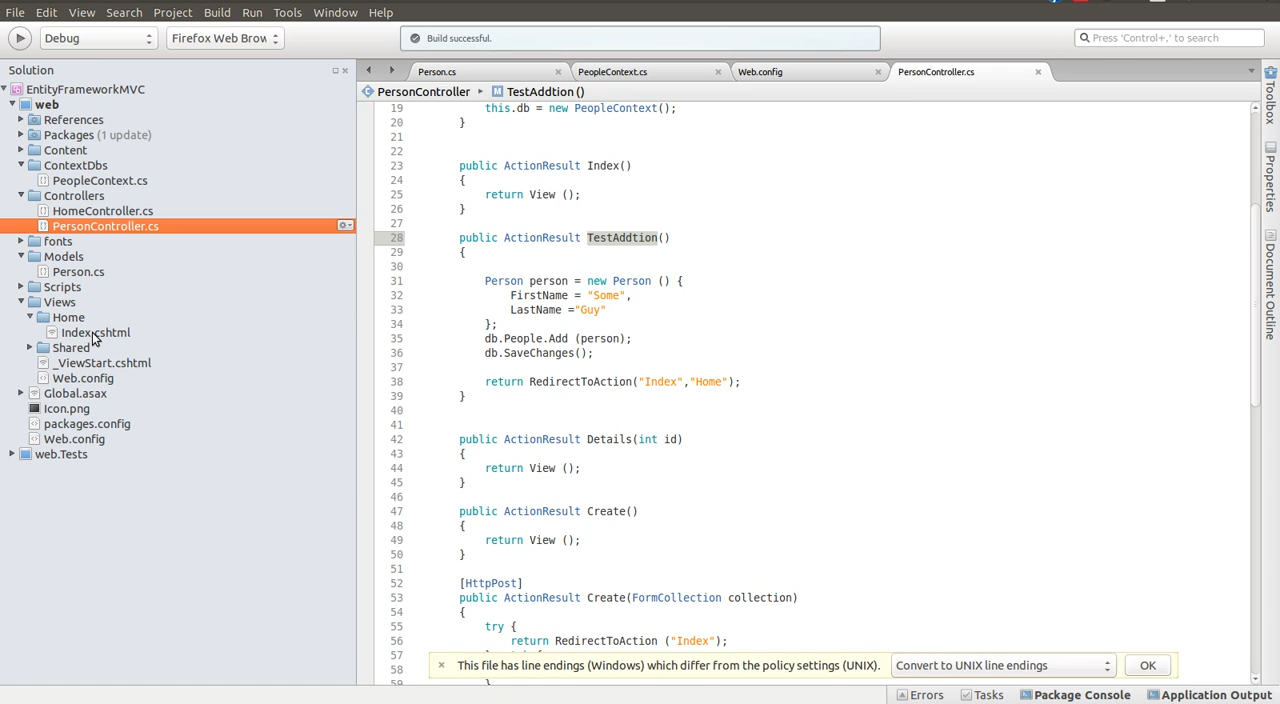 File Edit View Search Project Build Run Tools Window Help
Debug Firefox Web Brow Build successful. Press 'Control+,' to search
Solution
EntityFrameworkMVC
web
References
Packages (1 update)
Content
ContextDbs
PeopleContext.cs
Controllers
HomeController.cs
PersonController.cs
fonts
Models
Person.cs
Scripts
Views
Home
Index.cshtml
Shared
_ViewStart.cshtml
Web.config
Global.asax
Icon.png
packages.config
Web.config
web.Tests
Person.cs PeopleContext.cs Web.config PersonController.cs
PersonController TestAddtion ()
19 this.db = new PeopleContext();
20 }
21
22
23 public ActionResult Index()
24 {
25 return View ();
26 }
27
28 public ActionResult TestAddtion()
29 {
30
31 Person person = new Person () {
32 FirstName = "Some",
33 LastName ="Guy"
34 };
35 db.People.Add (person);
36 db.SaveChanges();
37
38 return RedirectToAction("Index","Home");
39 }
40
41
42 public ActionResult Details(int id)
43 {
44 return View ();
45 }
46
47 public ActionResult Create()
48 {
49 return View ();
50 }
51
52 [HttpPost]
53 public ActionResult Create(FormCollection collection)
54 {
55 try {
56 return RedirectToAction ("Index");
57
58
59 }
This file has line endings (Windows) which differ from the policy settings (UNIX). Convert to UNIX line endings OK
Toolbox
Properties
Document Outline
Errors Tasks Package Console Application Output